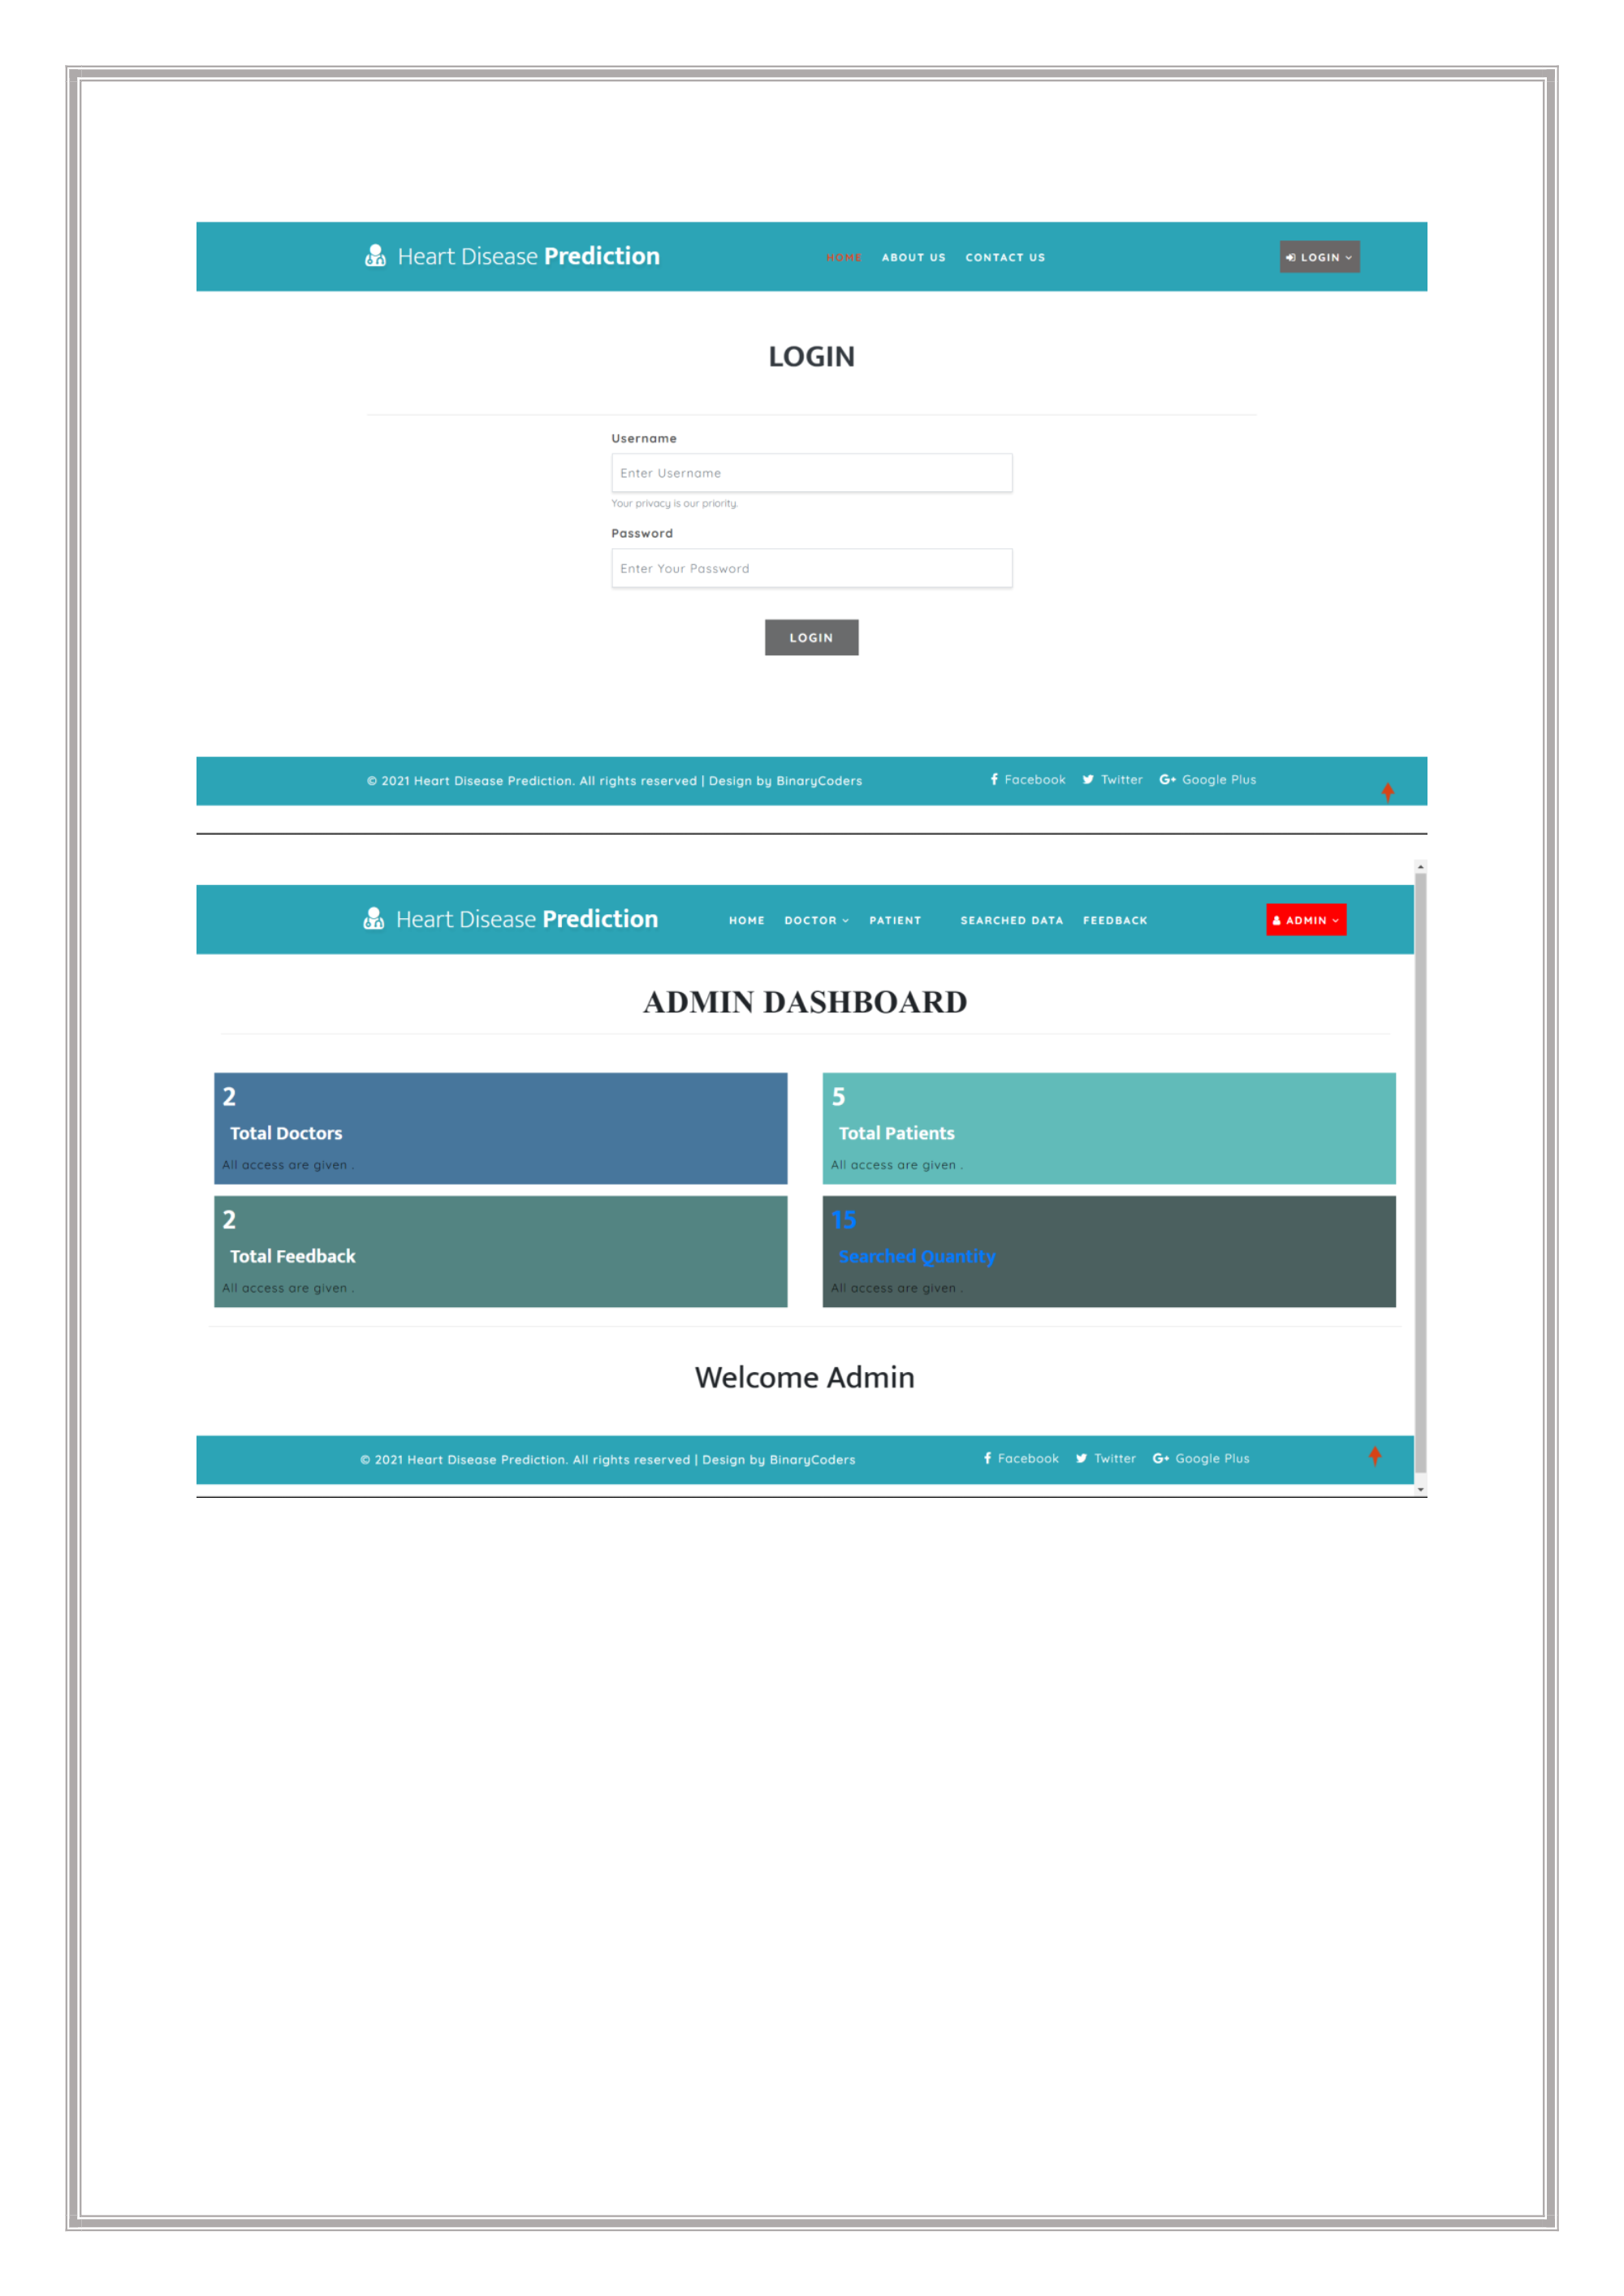 Heart Disease Prediction HOME ABOUT US CONTACT US LOGIN
LOGIN
Username
Enter Username
Your privacy is our priority.
Password
Enter Your Password
LOGIN
© 2021 Heart Disease Prediction. All rights reserved | Design by BinaryCoders Facebook Twitter G+ Google Plus
Heart Disease Prediction HOME DOCTOR PATIENT SEARCHED DATA FEEDBACK ADMIN
ADMIN DASHBOARD
2
Total Doctors
All access are given .
5
Total Patients
All access are given .
2
Total Feedback
All access are given .
15
Searched Quantity
All access are given .
Welcome Admin
© 2021 Heart Disease Prediction. All rights reserved | Design by BinaryCoders Facebook Twitter G+ Google Plus